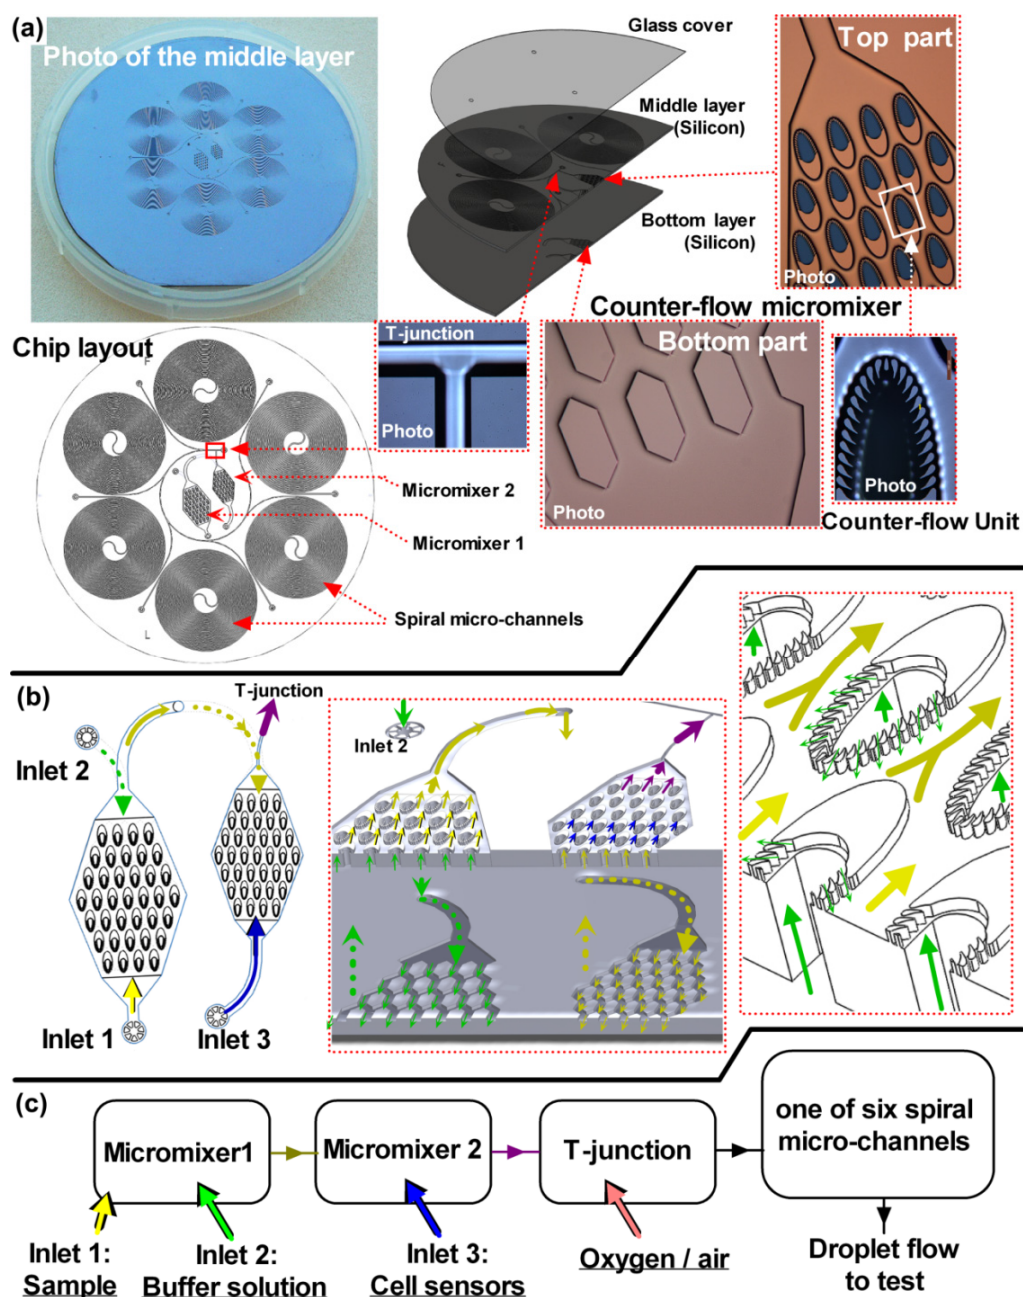 (a)
Photo of the middle layer
Glass cover
Middle layer
(Silicon)
Bottom layer
(Silicon)
Top part
Photo
Counter-flow micromixer
T-junction
Photo
Bottom part
Photo
Photo
Counter-flow Unit
Chip layout
F
L
Micromixer 2
Micromixer 1
Spiral micro-channels
(b)
T-junction
Inlet 2
Inlet 1
Inlet 3
Inlet 2
(c)
Micromixer1
Micromixer 2
T-junction
one of six spiral
micro-channels
Inlet 1:
Sample
Inlet 2:
Buffer solution
Inlet 3:
Cell sensors
Oxygen / air
Droplet flow
to test